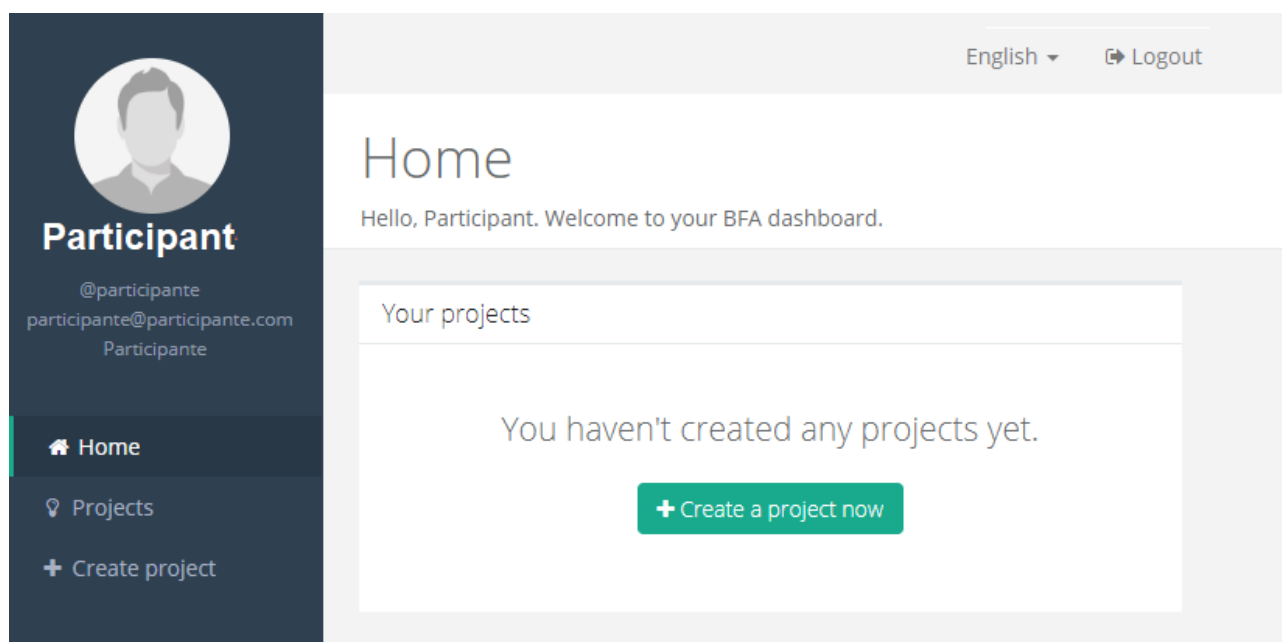 English
Logout
Home
Hello, Participant. Welcome to your BFA dashboard.
Participant
@participante
participante@participante.com
Participante
Home
Projects
Create project
Your projects
You haven't created any projects yet.
Create a project now